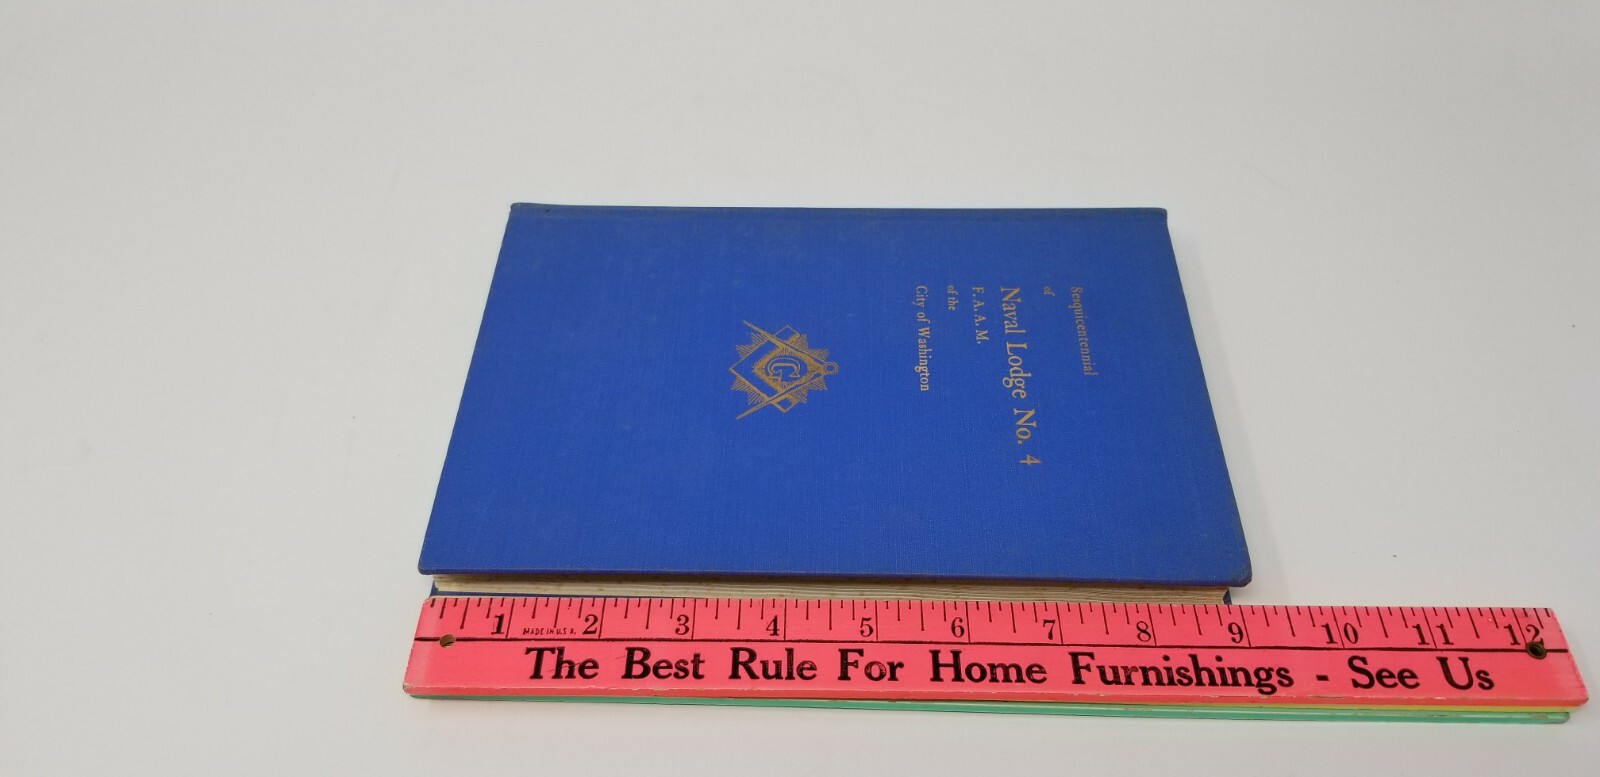 Sesquicentennial
of
Naval Lodge No. 4
F. A. A. M.
of the
City of Washington
G
1 2 3 4 5 6 7 8 9 10 11 12
MADE IN U.S.A.
The Best Rule For Home Furnishings - See Us